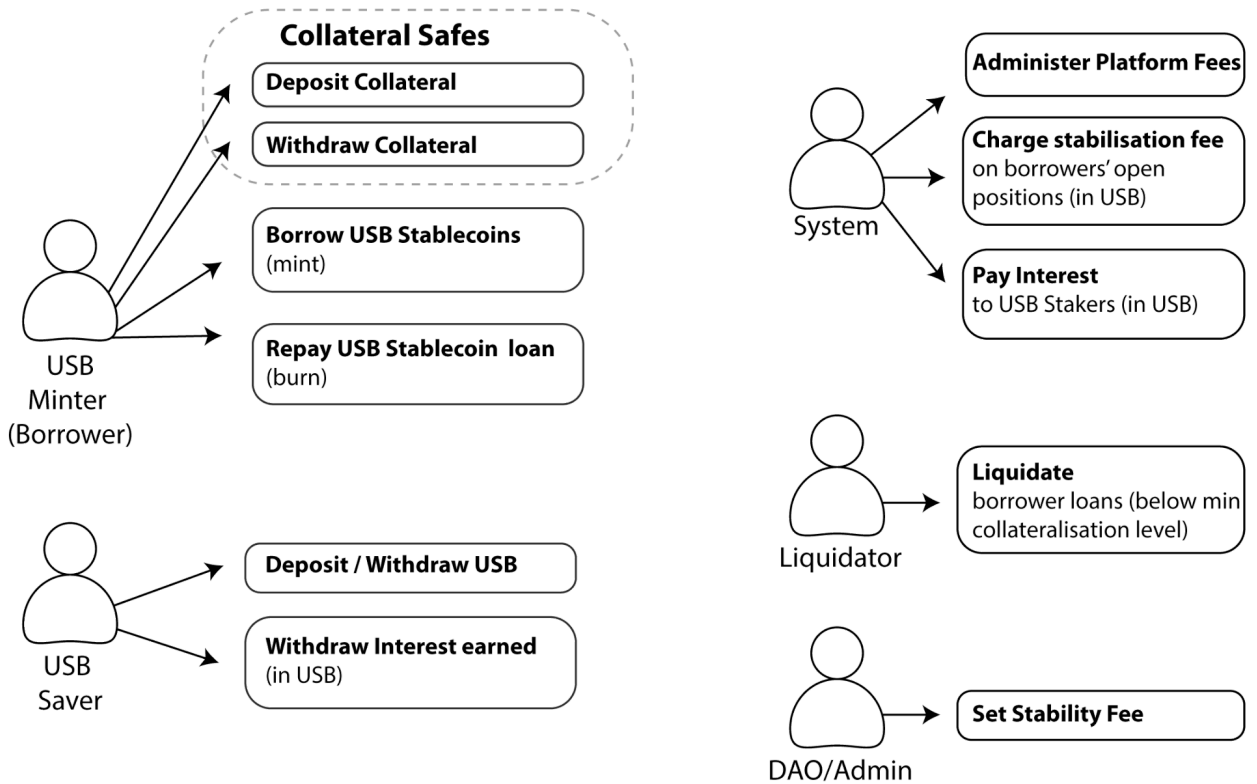 Collateral Safes
Deposit Collateral
Withdraw Collateral
Borrow USB Stablecoins
(mint)
Repay USB Stablecoin loan
(burn)
USB
Minter
(Borrower)
Deposit / Withdraw USB
Withdraw Interest earned
(in USB)
USB
Saver
Administer Platform Fees
Charge stabilisation fee
on borrowers’ open
positions (in USB)
System
Pay Interest
to USB Stakers (in USB)
Liquidate
borrower loans (below min
collateralisation level)
Liquidator
Set Stability Fee
DAO/Admin